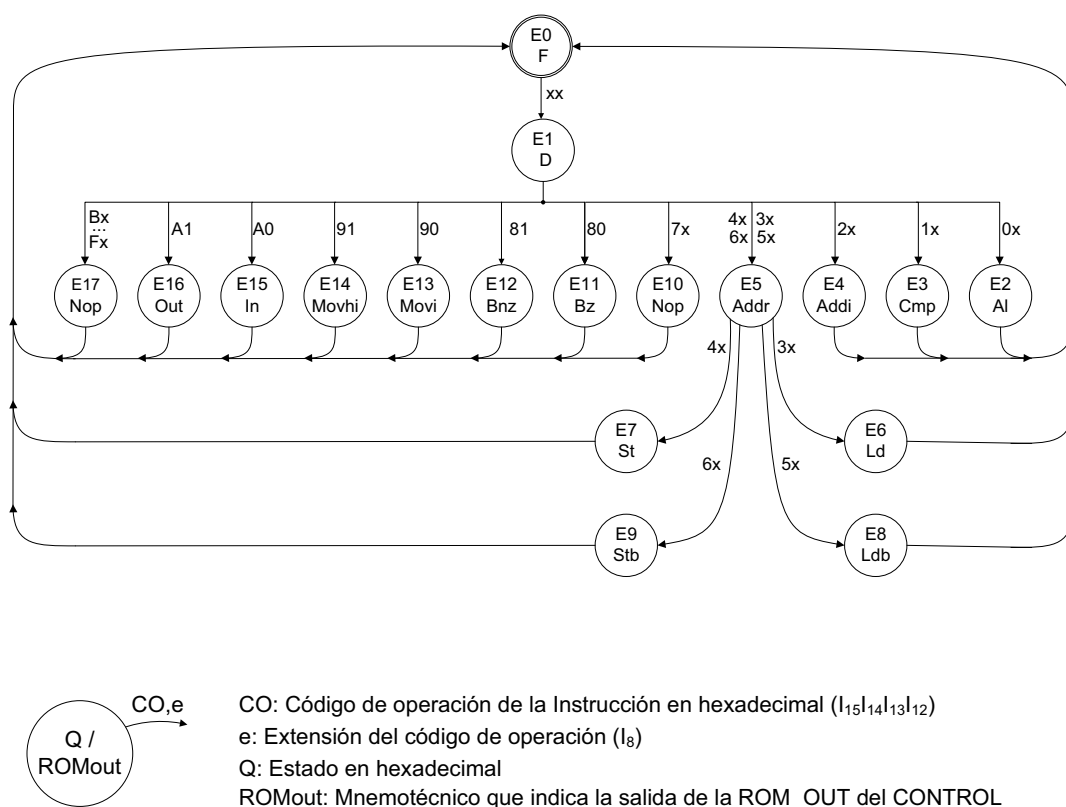 E0
F
xx
E1
D
Bx
...
Fx
A1
A0
91
90
81
80
7x
4x 3x
6x 5x
2x
1x
0x
E17
Nop
E16
Out
E15
In
E14
Movhi
E13
Movi
E12
Bnz
E11
Bz
E10
Nop
E5
Addr
E4
Addi
E3
Cmp
E2
Al
4x
3x
E7
St
E6
Ld
6x
5x
E9
Stb
E8
Ldb
CO,e
Q /
ROMout
CO: Código de operación de la Instrucción en hexadecimal (I15I14I13I12)
e: Extensión del código de operación (I8)
Q: Estado en hexadecimal
ROMout: Mnemotécnico que indica la salida de la ROM_OUT del CONTROL